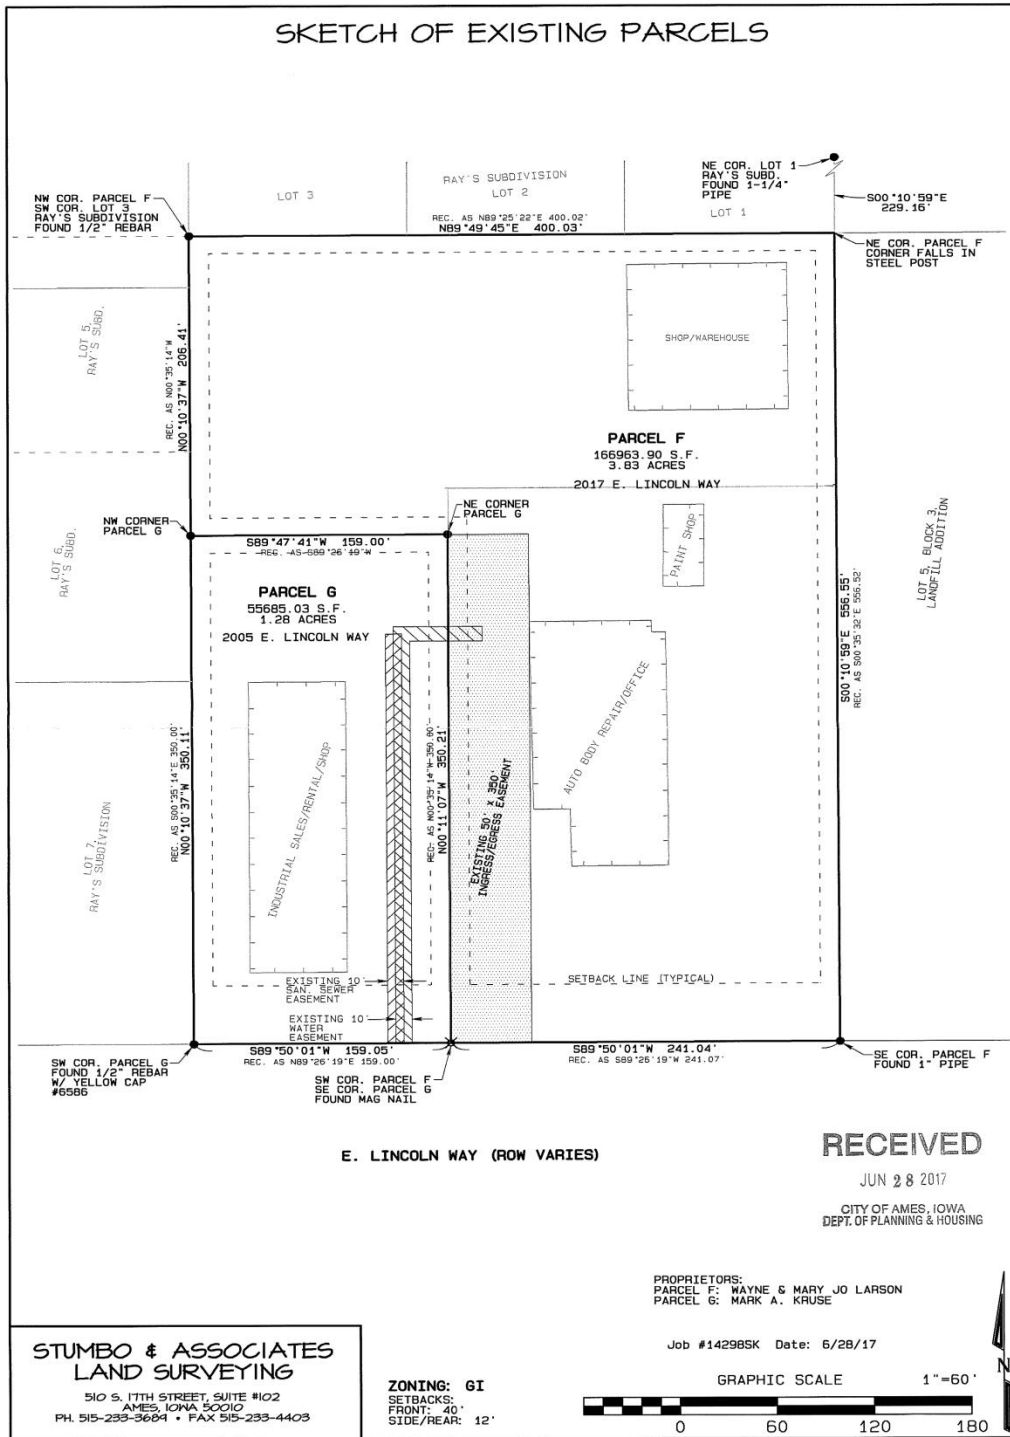 SKETCH OF EXISTING PARCELS
RAY'S SUBDIVISION
LOT 3
LOT 2
LOT 1
NE COR. LOT 1
RAY'S SUBD.
FOUND 1-1/4"
PIPE
S00°10'59"E
229.16'
NW COR. PARCEL F
SW COR. LOT 3
RAY'S SUBDIVISION
FOUND 1/2" REBAR
REC. AS N89°25'22"E 400.02'
N89°49'45"E 400.03'
NE COR. PARCEL F
CORNER FALLS IN
STEEL POST
LOT 5,
RAY'S SUBD.
REC. AS N00°35'14"W
N00°10'37"W 206.41'
SHOP/WAREHOUSE
PARCEL F
166963.90 S.F.
3.83 ACRES
2017 E. LINCOLN WAY
NW CORNER
PARCEL G
NE CORNER
PARCEL G
S89°47'41"W 159.00'
REC. AS S89°26'19"W
LOT 6,
RAY'S SUBD.
PAINT SHOP
LOT 5, BLOCK 3,
LANDFILL ADDITION
PARCEL G
55685.03 S.F.
1.28 ACRES
2005 E. LINCOLN WAY
S00°10'59"E 556.55'
REC. AS S00°35'32"E 556.52'
AUTO BODY REPAIR/OFFICE
REC. AS S00°35'14"E 350.00'
N00°10'37"W 350.11'
INDUSTRIAL SALES/RENTAL/SHOP
REC. AS N00°35'14"W 350.00'
N00°11'07"W 350.21'
EXISTING 50' X 350'
INGRESS/EGRESS EASEMENT
LOT 7,
RAY'S SUBDIVISION
EXISTING 10'
SAN. SEWER
EASEMENT
SETBACK LINE (TYPICAL)
EXISTING 10'
WATER
EASEMENT
S89°50'01"W 159.05'
REC. AS N89°26'19"E 159.00'
S89°50'01"W 241.04'
REC. AS S89°26'19"W 241.07'
SW COR. PARCEL G
FOUND 1/2" REBAR
W/ YELLOW CAP
#6586
SW COR. PARCEL F
SE COR. PARCEL G
FOUND MAG NAIL
SE COR. PARCEL F
FOUND 1" PIPE
E. LINCOLN WAY (ROW VARIES)
RECEIVED
JUN 28 2017
CITY OF AMES, IOWA
DEPT. OF PLANNING & HOUSING
PROPRIETORS:
PARCEL F: WAYNE & MARY JO LARSON
PARCEL G: MARK A. KRUSE
Job #14298SK Date: 6/28/17
STUMBO & ASSOCIATES
LAND SURVEYING
510 S. 17TH STREET, SUITE #102
AMES, IOWA 50010
PH. 515-233-3689 • FAX 515-233-4403
ZONING: GI
SETBACKS:
FRONT: 40'
SIDE/REAR: 12'
GRAPHIC SCALE 1"=60'
0 60 120 180
N